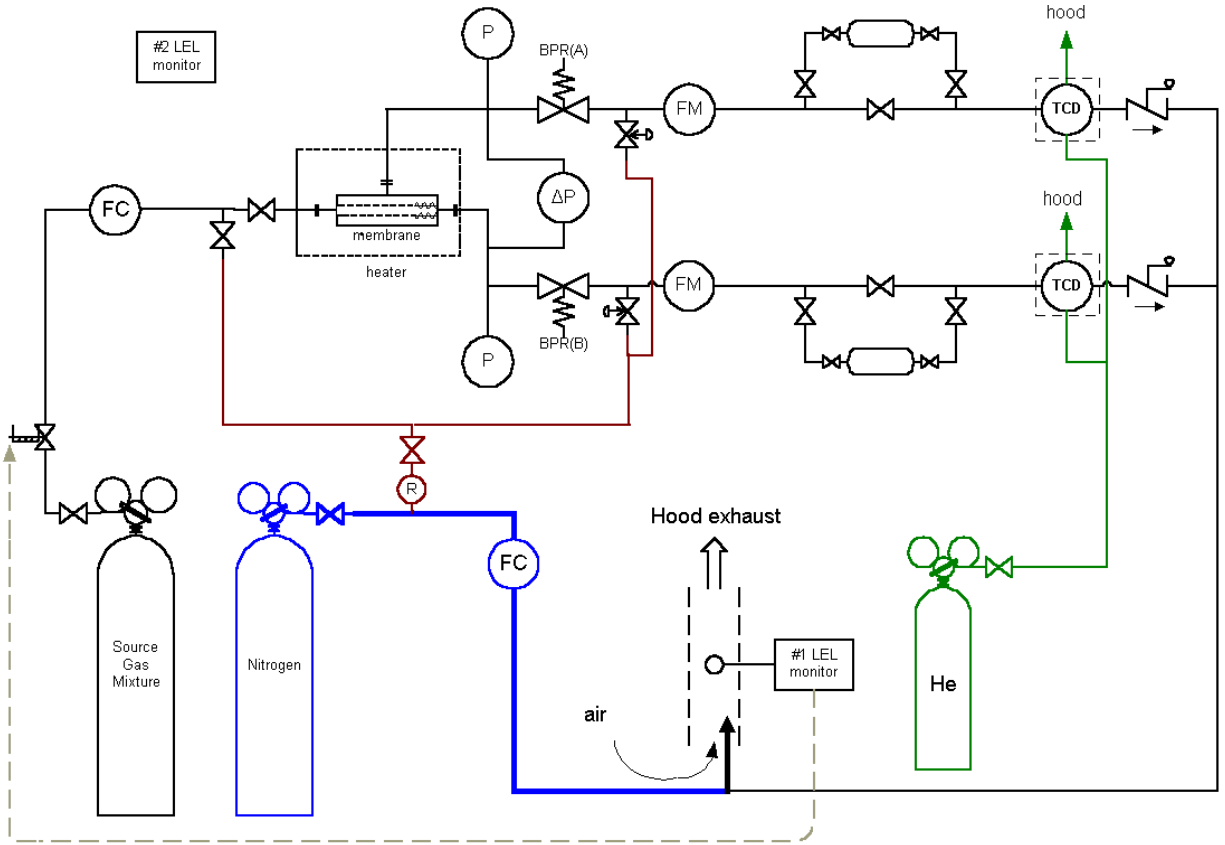 hood
P
#2 LEL
monitor
BPR(A)
FM
TCD
ΔP
hood
FC
membrane
heater
FM
TCD
P
BPR(B)
R
Hood exhaust
FC
Source
Gas
Mixture
Nitrogen
#1 LEL
monitor
He
air